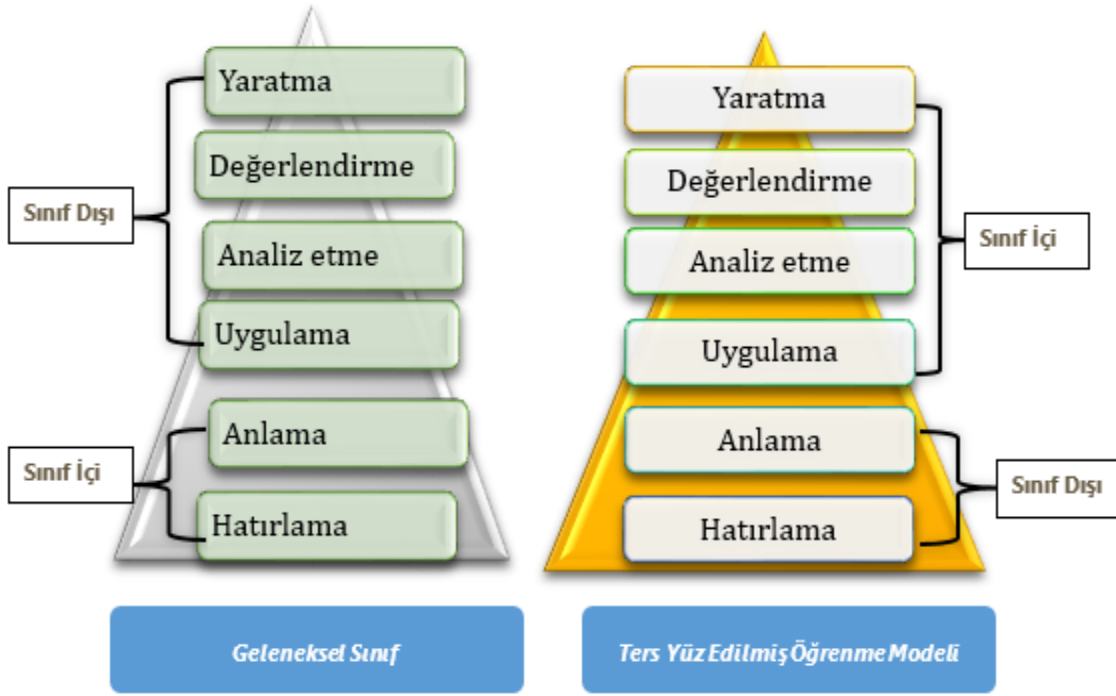 Yaratma
Değerlendirme
Sınıf Dışı
Analiz etme
Uygulama
Anlama
Sınıf İçi
Hatırlama
Geleneksel Sınıf
Yaratma
Değerlendirme
Sınıf İçi
Analiz etme
Uygulama
Anlama
Sınıf Dışı
Hatırlama
Ters Yüz Edilmiş Öğrenme Modeli